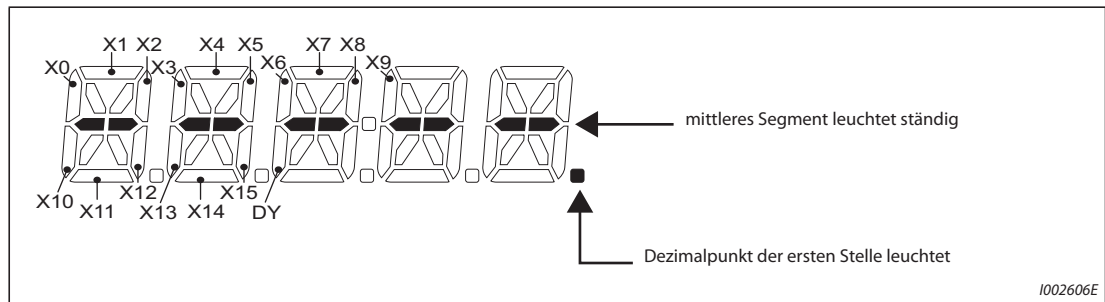 X1 X2 X4 X5 X7 X8
X0 X3 X6 X9
mittleres Segment leuchtet ständig
X10 X12 X13 X15
X11 X14 DY
Dezimalpunkt der ersten Stelle leuchtet
I002606E